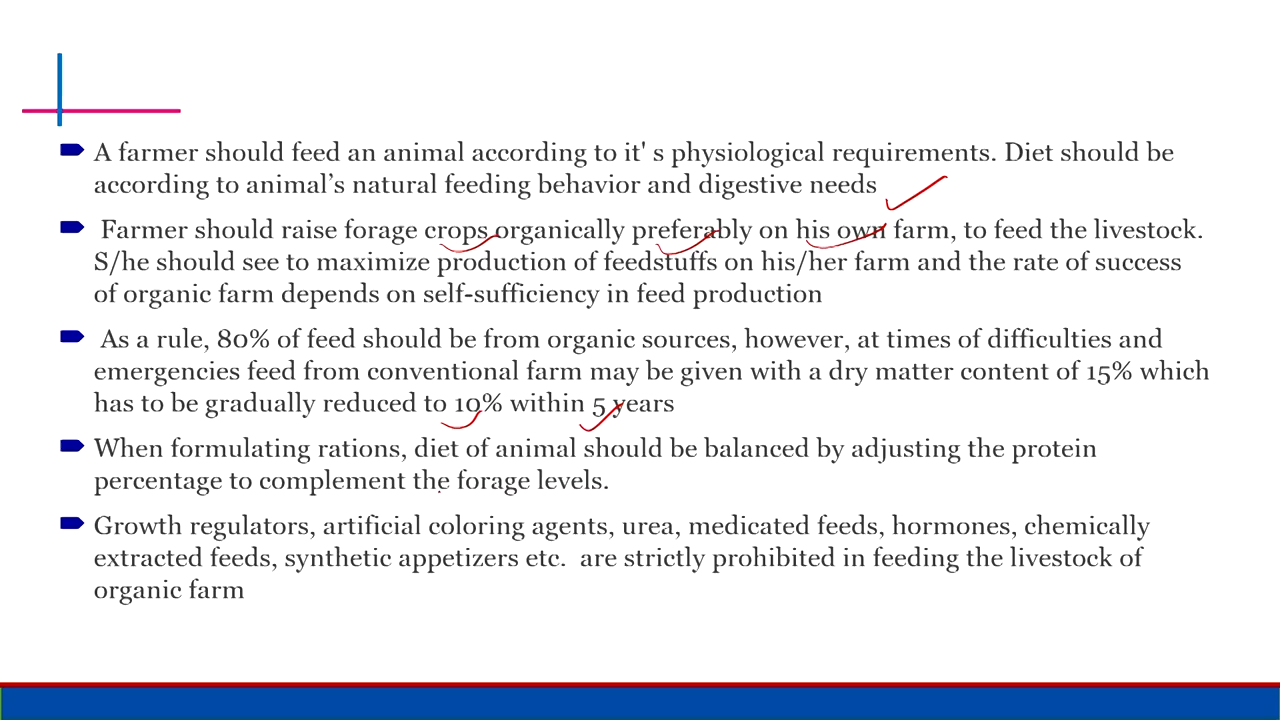 A farmer should feed an animal according to it' s physiological requirements. Diet should be
according to animal’s natural feeding behavior and digestive needs
Farmer should raise forage crops organically preferably on his own farm, to feed the livestock.
S/he should see to maximize production of feedstuffs on his/her farm and the rate of success
of organic farm depends on self-sufficiency in feed production
As a rule, 80% of feed should be from organic sources, however, at times of difficulties and
emergencies feed from conventional farm may be given with a dry matter content of 15% which
has to be gradually reduced to 10% within 5 years
When formulating rations, diet of animal should be balanced by adjusting the protein
percentage to complement the forage levels.
Growth regulators, artificial coloring agents, urea, medicated feeds, hormones, chemically
extracted feeds, synthetic appetizers etc.  are strictly prohibited in feeding the livestock of
organic farm